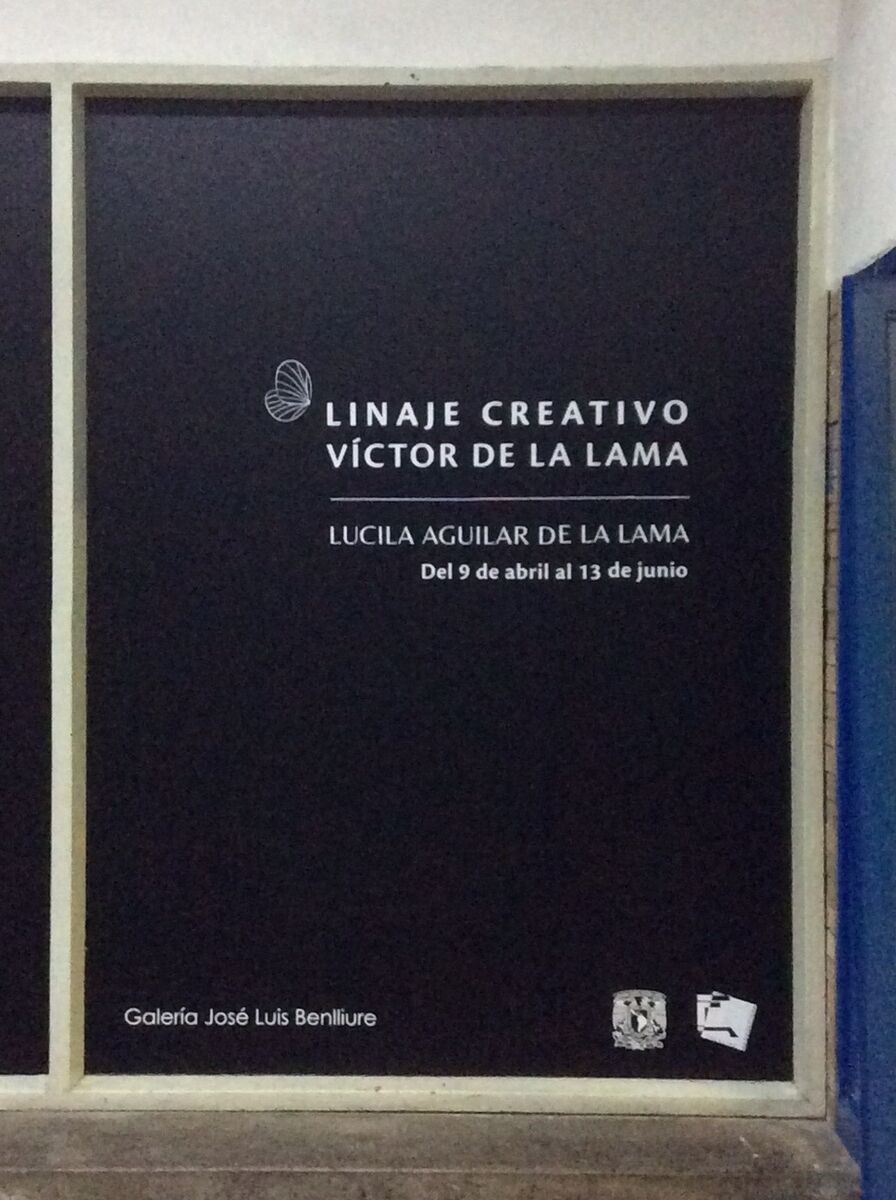 LINAJE CREATIVO
VÍCTOR DE LA LAMA
LUCILA AGUILAR DE LA LAMA
Del 9 de abril al 13 de junio
Galería José Luis Benlliure